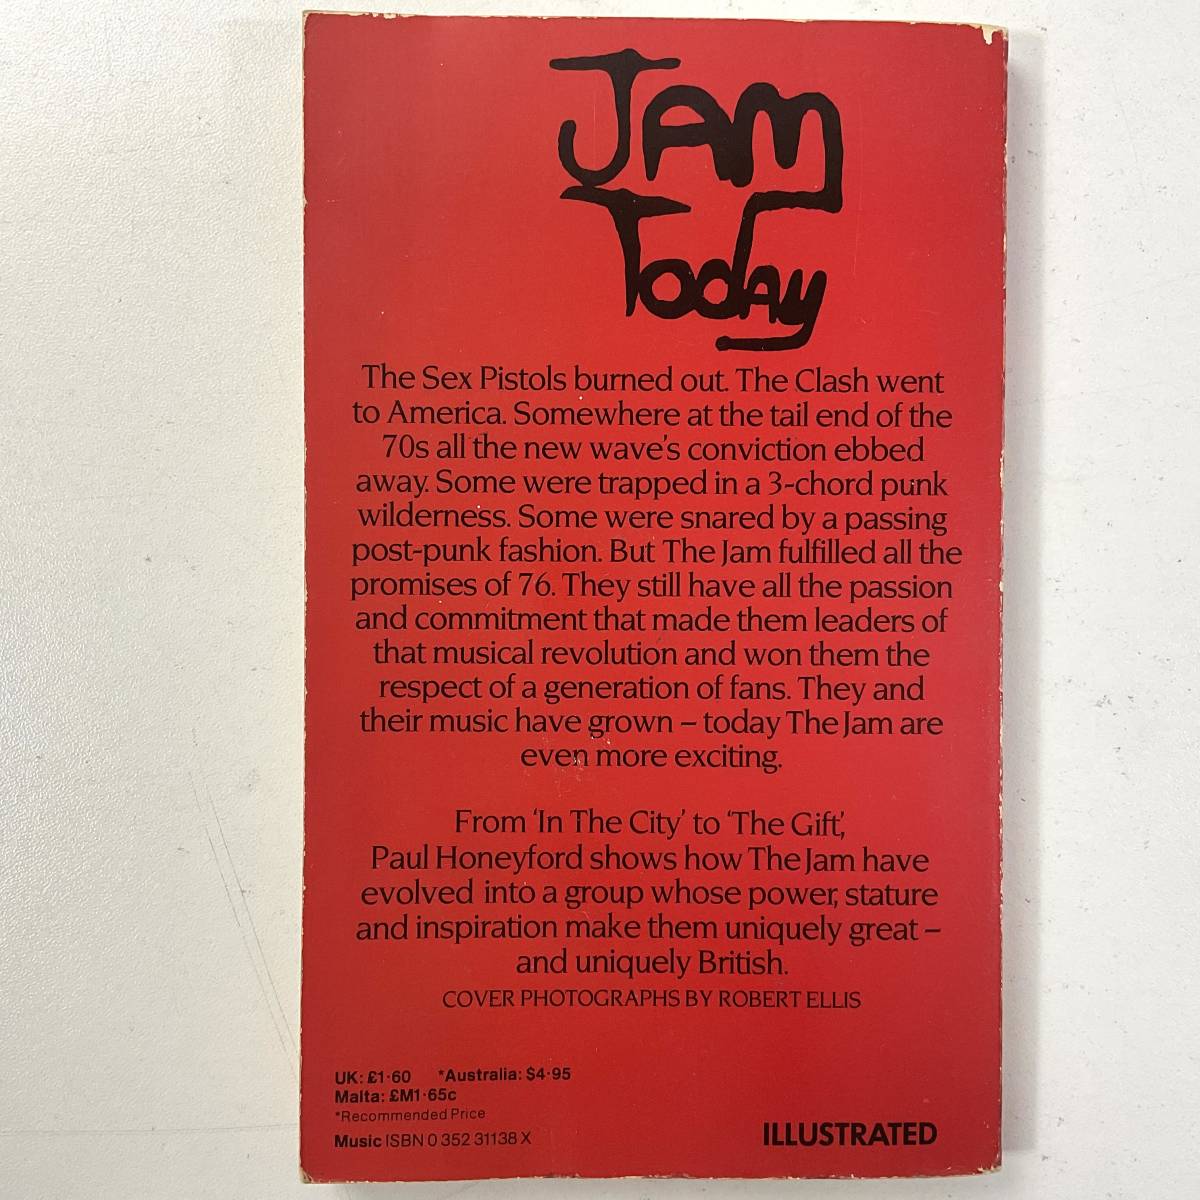 JAM
TodAy
The Sex Pistols burned out. The Clash went
to America. Somewhere at the tail end of the
70s all the new wave's conviction ebbed
away. Some were trapped in a 3-chord punk
wilderness. Some were snared by a passing
post-punk fashion. But The Jam fulfilled all the
promises of 76. They still have all the passion
and commitment that made them leaders of
that musical revolution and won them the
respect of a generation of fans. They and
their music have grown – today The Jam are
even more exciting.
From 'In The City' to 'The Gift',
Paul Honeyford shows how The Jam have
evolved into a group whose power, stature
and inspiration make them uniquely great –
and uniquely British.
COVER PHOTOGRAPHS BY ROBERT ELLIS
UK: £1·60 *Australia: $4·95
Malta: £M1·65c
*Recommended Price
Music ISBN 0 352 31138 X
ILLUSTRATED